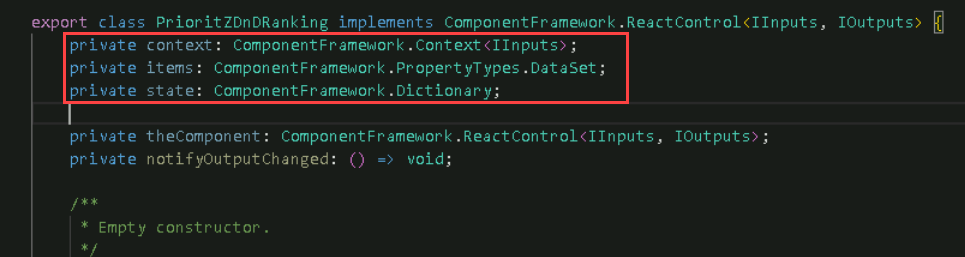 export class PrioritZDnDRanking implements ComponentFramework.ReactControl<IInputs, IOutputs> {
private context: ComponentFramework.Context<IInputs>;
private items: ComponentFramework.PropertyTypes.DataSet;
private state: ComponentFramework.Dictionary;
private theComponent: ComponentFramework.ReactControl<IInputs, IOutputs>;
private notifyOutputChanged: () => void;
/**
* Empty constructor.
*/